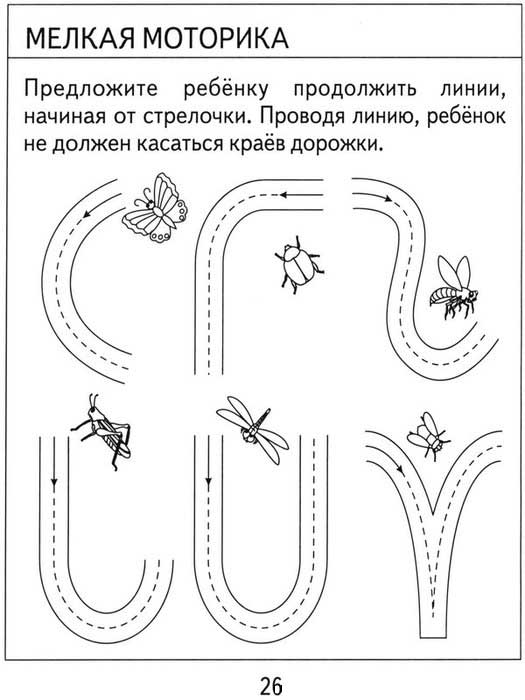 МЕЛКАЯ МОТОРИКА
Предложите ребёнку продолжить линии,
начиная от стрелочки. Проводя линию, ребёнок
не должен касаться краёв дорожки.
26